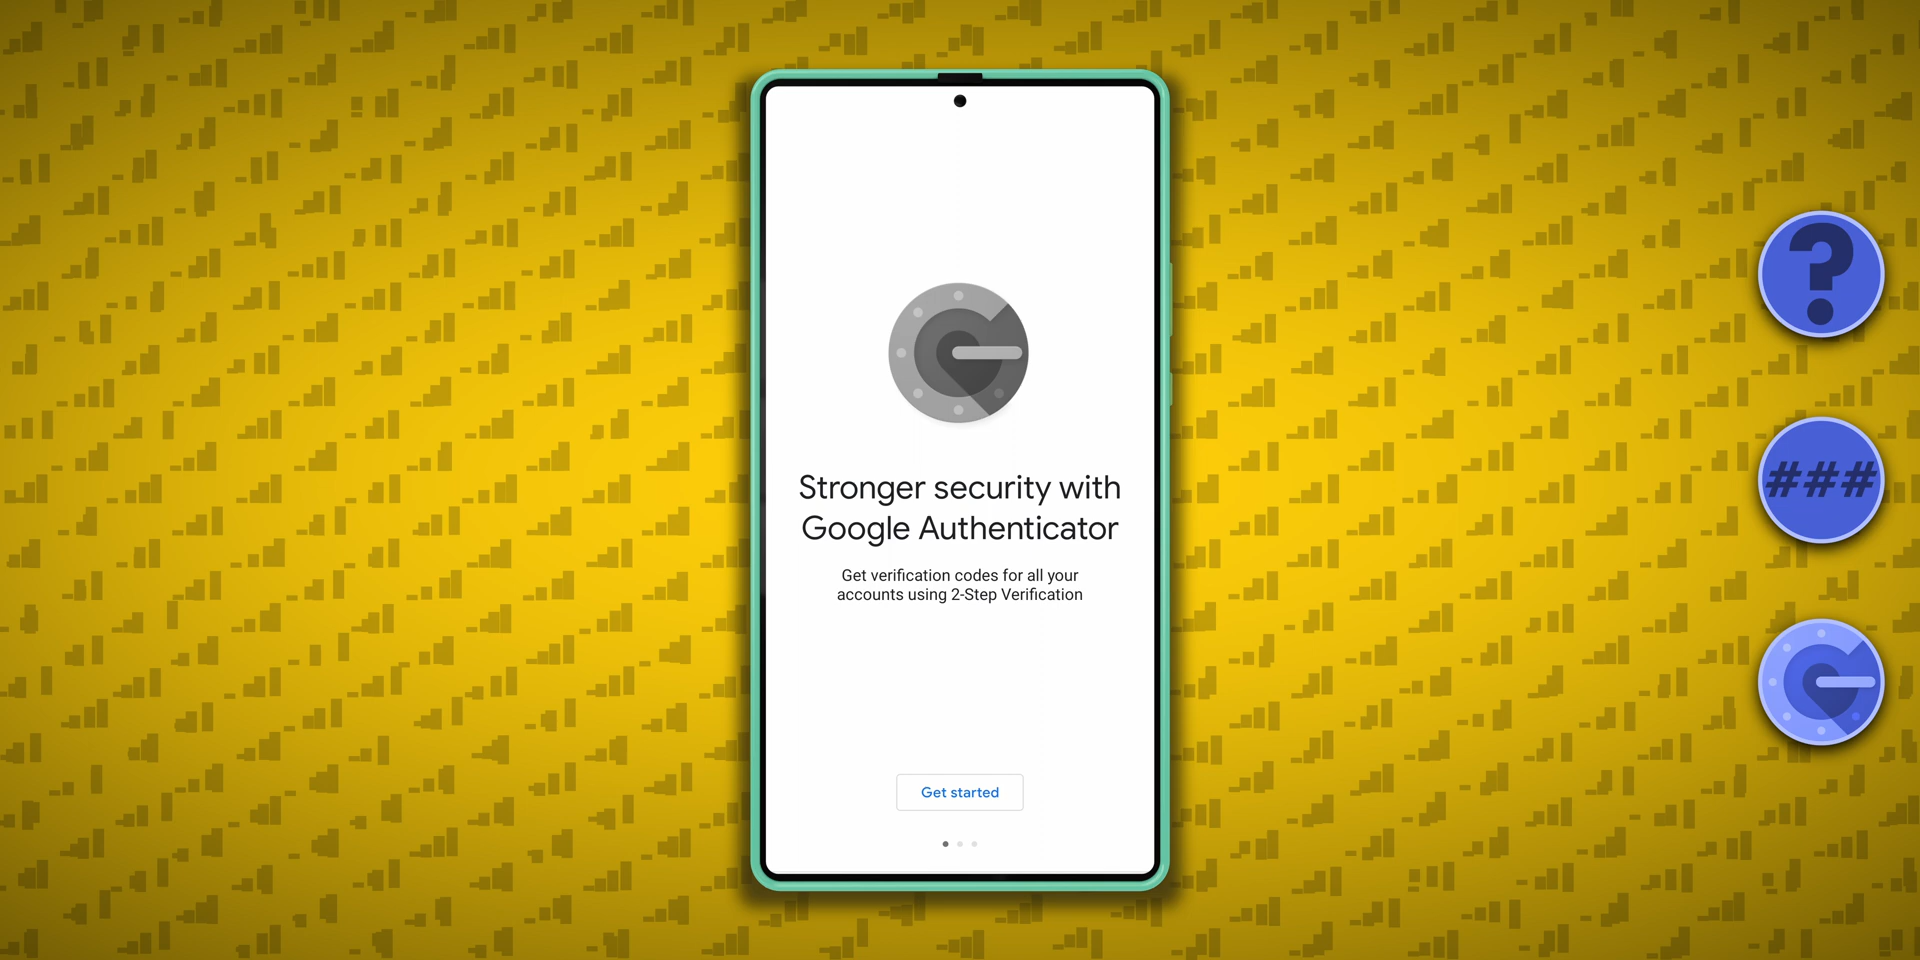 Stronger security with
Google Authenticator
Get verification codes for all your
accounts using 2-Step Verification
Get started
?
###